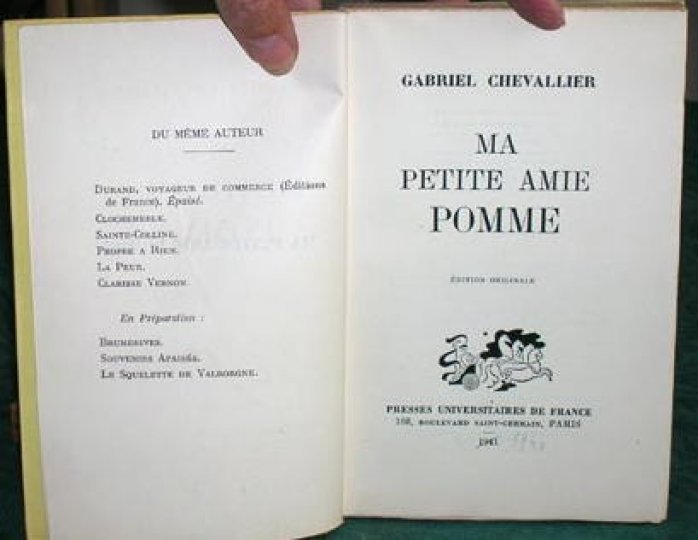 DU MÊME AUTEUR
DURAND, VOYAGEUR DE COMMERCE (Éditions
de France). Épuisé.
CLOCHEMERLE.
SAINTE-COLLINE.
PROPRE A RIEN.
LA PEUR.
CLARISSE VERNON.
En Préparation :
BRUMERIVES.
SOUVENIRS APAISÉS.
LE SQUELETTE DE VALBORGNE.
GABRIEL CHEVALLIER
MA
PETITE AMIE
POMME
ÉDITION ORIGINALE
PRESSES UNIVERSITAIRES DE FRANCE
108, BOULEVARD SAINT-GERMAIN, PARIS